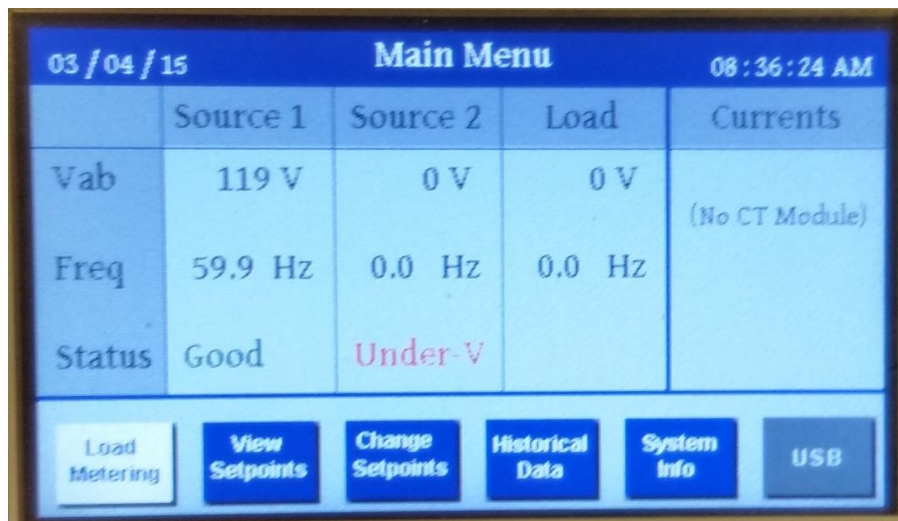 03/04/15 Main Menu 08:36:24 AM
Source 1 Source 2 Load Currents
Vab 119 V 0 V 0 V
(No CT Module)
Freq 59.9 Hz 0.0 Hz 0.0 Hz
Status Good Under-V
Load Metering View Setpoints Change Setpoints Historical Data System Info USB